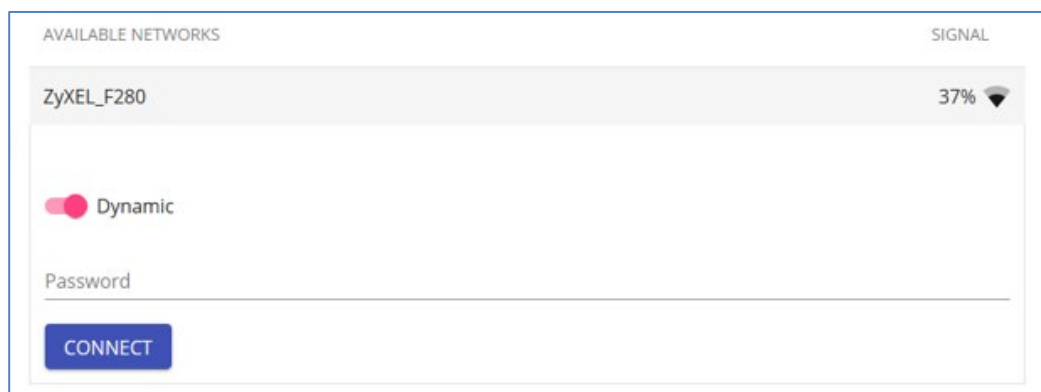 AVAILABLE NETWORKS SIGNAL
ZyXEL_F280 37%
Dynamic
Password
CONNECT